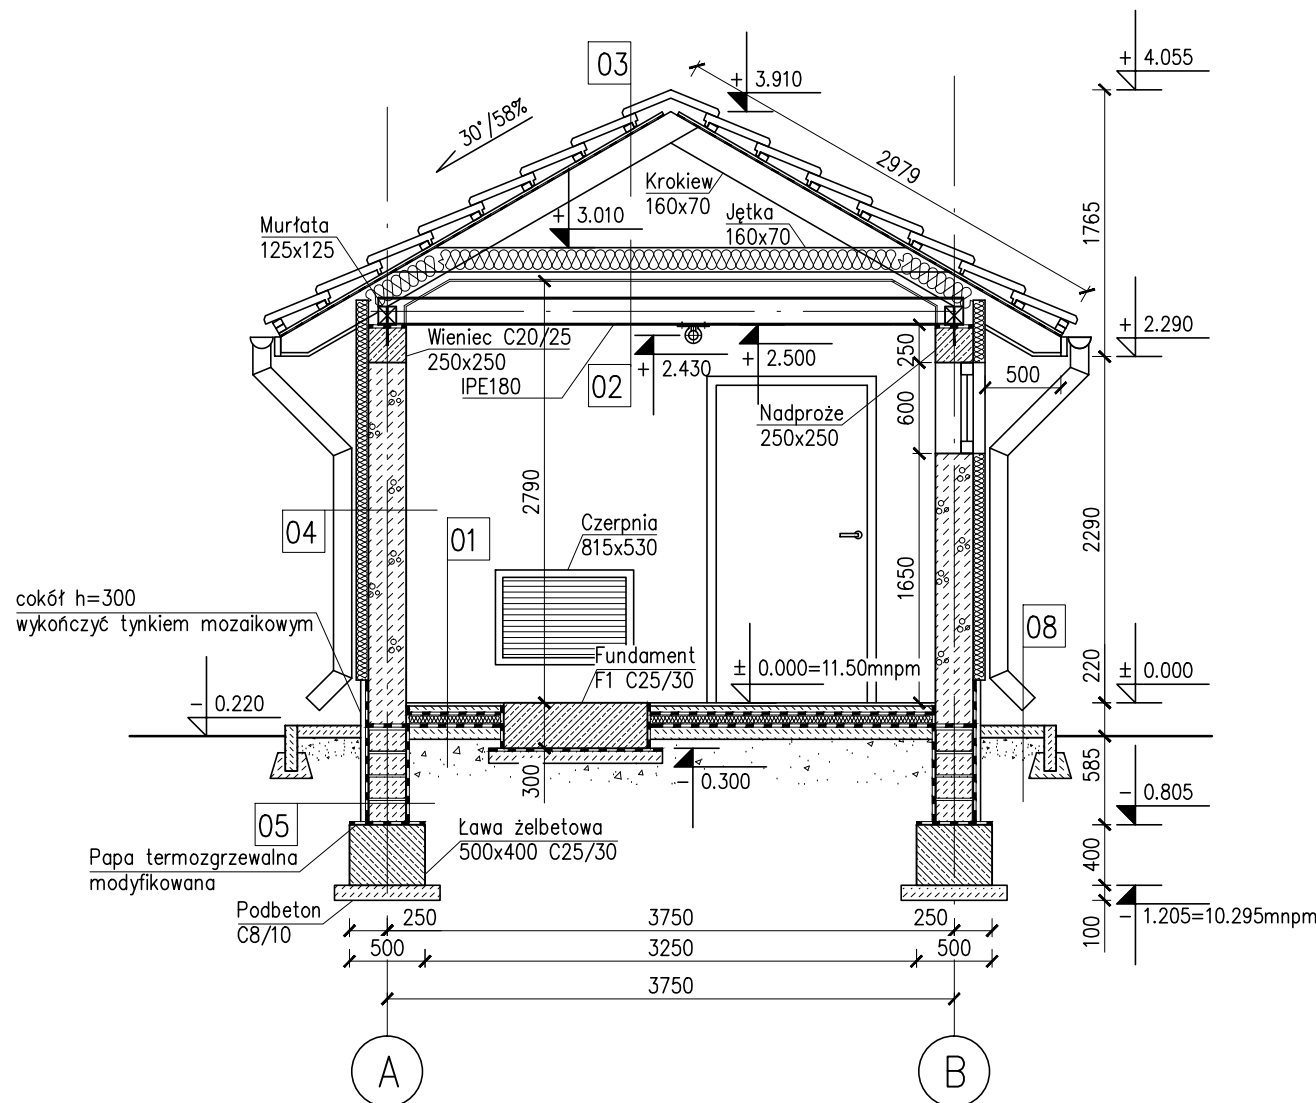 03
+ 4.055
+ 3.910
30°/58%
2979
Krokiew
160x70
Jętka
160x70
+ 3.010
Murłata
125x125
1765
+ 2.290
Wieniec C20/25
250x250
IPE180
02
+ 2.430
+ 2.500
250
500
600
Nadproże
250x250
2790
04
01
Czerpnia
815x530
1650
2290
cokół h=300
wykończyć tynkiem mozaikowym
08
Fundament
F1 C25/30
± 0.000=11.50mnpm
220
± 0.000
- 0.220
300
- 0.300
585
- 0.805
05
Ława żelbetowa
500x400 C25/30
Papa termozgrzewalna
modyfikowana
400
Podbeton
C8/10
250
3750
250
100
- 1.205=10.295mnpm
500
3250
500
3750
A
B